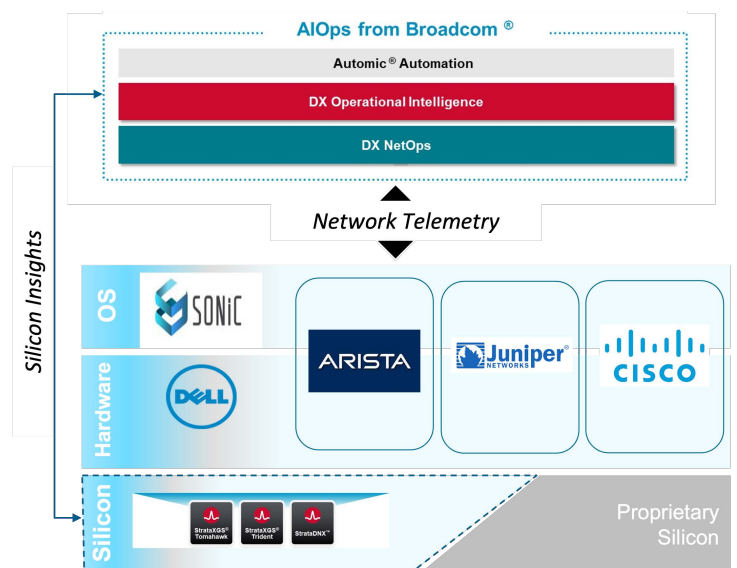 AIOps from Broadcom ®
Automic ® Automation
DX Operational Intelligence
DX NetOps
Network Telemetry
Silicon Insights
OS
SONiC
ARISTA
Juniper®
NETWORKS
CISCO
Hardware
DELL
Silicon
StrataXGS®
Tomahawk
StrataXGS®
Trident
StrataDNX™
Proprietary
Silicon